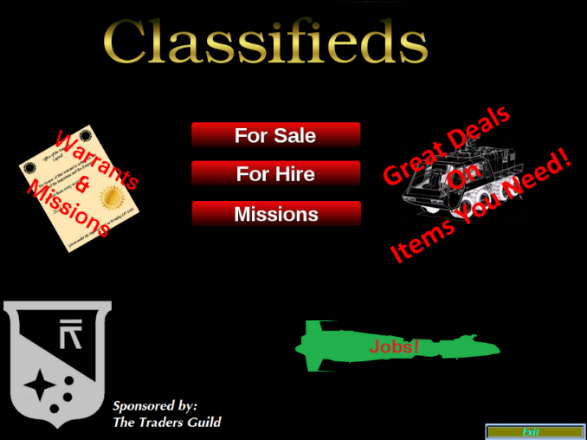 Classifieds
Warrants
&
Missions
For Sale
For Hire
Missions
Great Deals
On
Items You Need!
Jobs!
Sponsored by:
The Traders Guild
Exit